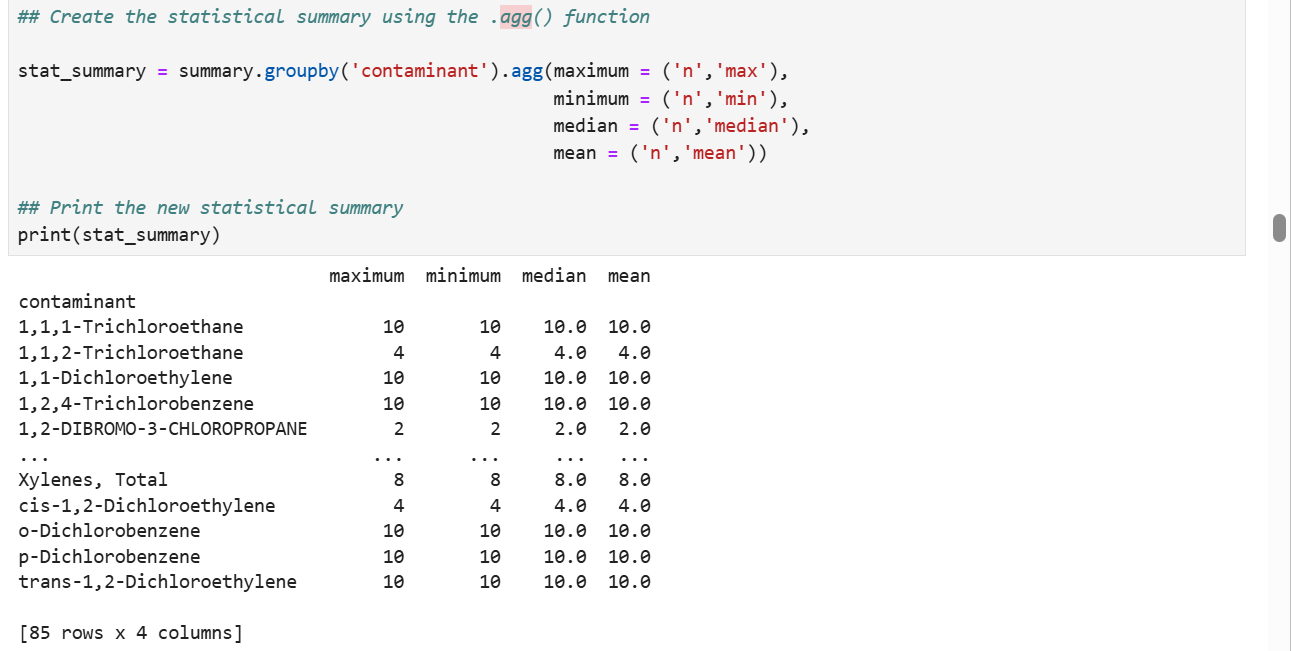 ## Create the statistical summary using the .agg() function
stat_summary = summary.groupby('contaminant').agg(maximum = ('n','max'),
minimum = ('n','min'),
median = ('n','median'),
mean = ('n','mean'))
## Print the new statistical summary
print(stat_summary)
maximum minimum median mean
contaminant
1,1,1-Trichloroethane 10 10 10.0 10.0
1,1,2-Trichloroethane 4 4 4.0 4.0
1,1-Dichloroethylene 10 10 10.0 10.0
1,2,4-Trichlorobenzene 10 10 10.0 10.0
1,2-DIBROMO-3-CHLOROPROPANE 2 2 2.0 2.0
... ... ... ... ...
Xylenes, Total 8 8 8.0 8.0
cis-1,2-Dichloroethylene 4 4 4.0 4.0
o-Dichlorobenzene 10 10 10.0 10.0
p-Dichlorobenzene 10 10 10.0 10.0
trans-1,2-Dichloroethylene 10 10 10.0 10.0
[85 rows x 4 columns]